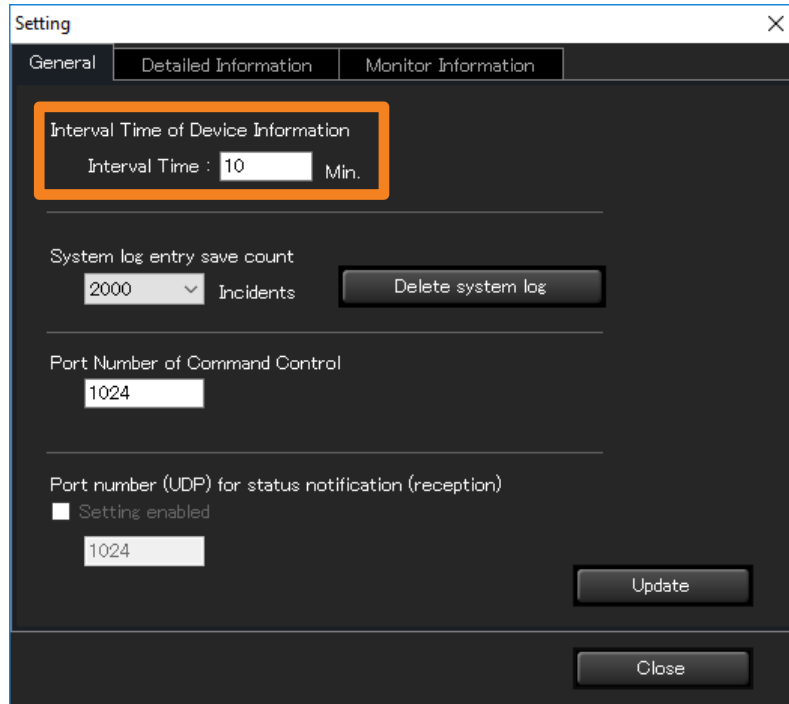 Setting
General Detailed Information Monitor Information
Interval Time of Device Information
Interval Time : 10 Min.
System log entry save count
2000 Incidents Delete system log
Port Number of Command Control
1024
Port number (UDP) for status notification (reception)
Setting enabled
1024
Update
Close